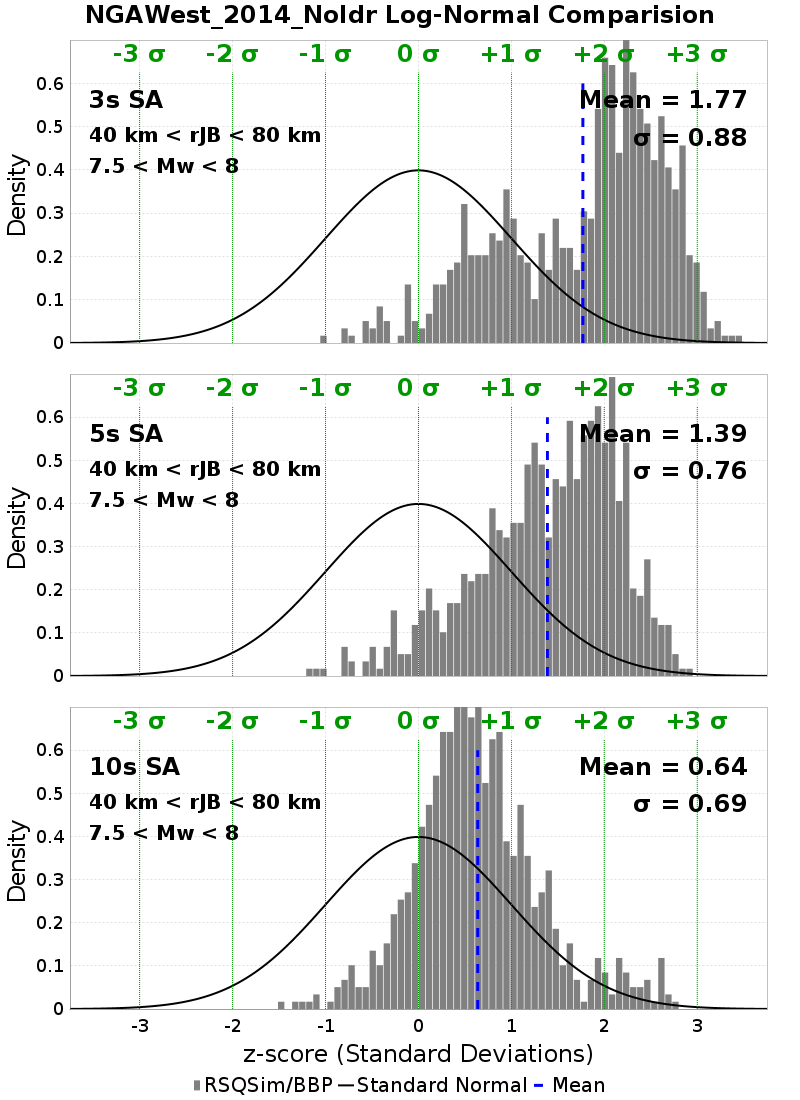 NGAWest_2014_NoIdr Log-Normal Comparision
-3 σ -2 σ -1 σ 0 σ +1 σ +2 σ +3 σ
3s SA
Mean = 1.77
40 km < rJB < 80 km
σ = 0.88
7.5 < Mw < 8
Density
0.6
0.5
0.4
0.3
0.2
0.1
0
-3 σ -2 σ -1 σ 0 σ +1 σ +2 σ +3 σ
5s SA
Mean = 1.39
40 km < rJB < 80 km
σ = 0.76
7.5 < Mw < 8
Density
0.6
0.5
0.4
0.3
0.2
0.1
0
-3 σ -2 σ -1 σ 0 σ +1 σ +2 σ +3 σ
10s SA
Mean = 0.64
40 km < rJB < 80 km
σ = 0.69
7.5 < Mw < 8
Density
0.6
0.5
0.4
0.3
0.2
0.1
0
-3 -2 -1 0 1 2 3
z-score (Standard Deviations)
RSQSim/BBP Standard Normal Mean